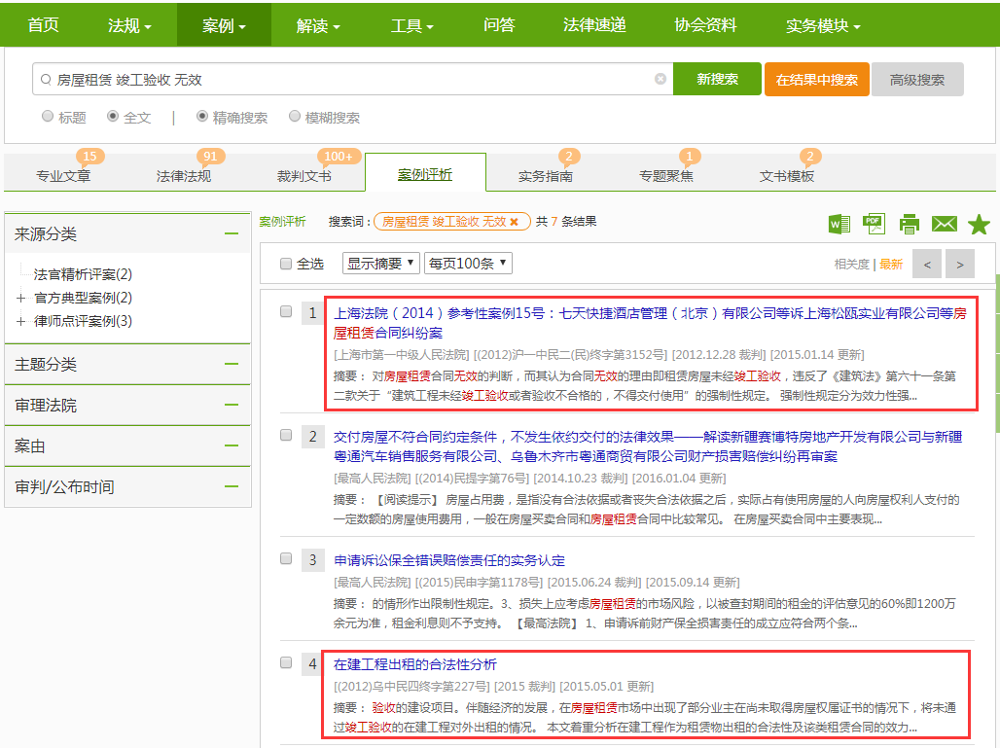 首页 法规 案例 解读 工具 问答 法律速递 协会资料 实务模块
房屋租赁 竣工验收 无效 新搜索 在结果中搜索 高级搜索
标题 全文 | 精确搜索 模糊搜索
15 91 100+ 2 1 2
专业文章 法律法规 裁判文书 案例评析 实务指南 专题聚焦 文书模板
来源分类
法官精析评案(2)
官方典型案例(2)
律师点评案例(3)
主题分类
审理法院
案由
审判/公布时间
案例评析 搜索词： 房屋租赁 竣工验收 无效 共 7 条结果
全选 显示摘要 每页100条 相关度 | 最新 < >
1 上海法院（2014）参考性案例15号：七天快捷酒店管理（北京）有限公司等诉上海松瓯实业有限公司等房
屋租赁合同纠纷案
[上海市第一中级人民法院] [(2012)沪一中民二(民)终字第3152号] [2012.12.28 裁判] [2015.01.14 更新]
摘要： 对房屋租赁合同无效的判断，而其认为合同无效的理由即租赁房屋未经竣工验收，违反了《建筑法》第六十一条第
二款关于“建筑工程未经竣工验收或者验收不合格的，不得交付使用”的强制性规定。 强制性规定分为效力性强...
2 交付房屋不符合同约定条件，不发生依约交付的法律效果——解读新疆赛博特房地产开发有限公司与新疆
粤通汽车销售服务有限公司、乌鲁木齐市粤通商贸有限公司财产损害赔偿纠纷再审案
[最高人民法院] [(2014)民提字第76号] [2014.10.23 裁判] [2016.01.04 更新]
摘要： 【阅读提示】 房屋占用费，是指没有合法依据或者丧失合法依据之后，实际占有使用房屋的人向房屋权利人支付的
一定数额的房屋使用费用，一般在房屋买卖合同和房屋租赁合同中比较常见。 在房屋买卖合同中主要表现...
3 申请诉讼保全错误赔偿责任的实务认定
[最高人民法院] [(2015)民申字第1178号] [2015.06.24 裁判] [2015.09.14 更新]
摘要： 的情形作出限制性规定。3、损失上应考虑房屋租赁的市场风险，以被查封期间的租金的评估意见的60%即1200万
余元为准，租金利息则不予支持。 【最高法院】 1、申请诉前财产保全损害责任的成立应符合两个条...
4 在建工程出租的合法性分析
[(2012)乌中民四终字第227号] [2015 裁判] [2015.05.01 更新]
摘要： 验收的建设项目。伴随经济的发展，在房屋租赁市场中出现了部分业主在尚未取得房屋权属证书的情况下，将未通
过竣工验收的在建工程对外出租的情况。 本文着重分析在建工程作为租赁物出租的合法性及该类租赁合同的效力...